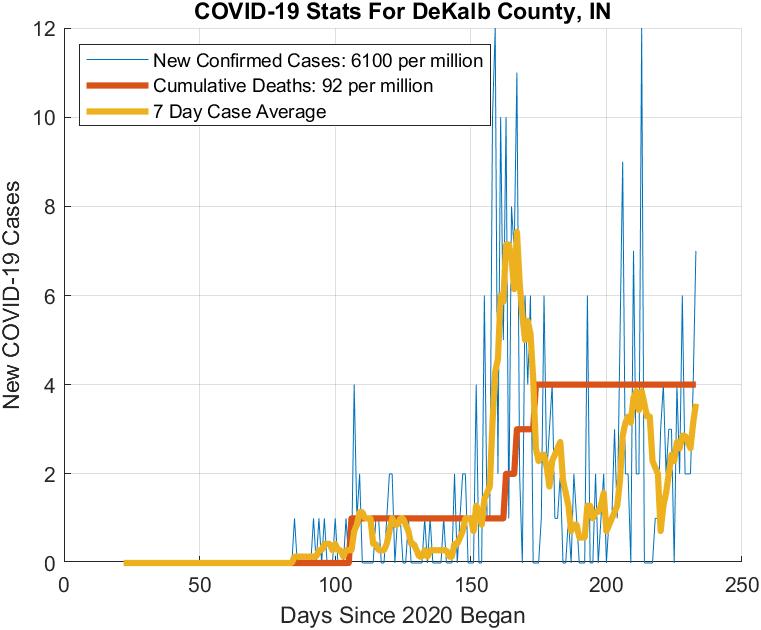 COVID-19 Stats For DeKalb County, IN
New Confirmed Cases: 6100 per million
Cumulative Deaths: 92 per million
7 Day Case Average
New COVID-19 Cases
12
10
8
6
4
2
0
0 50 100 150 200 250
Days Since 2020 Began